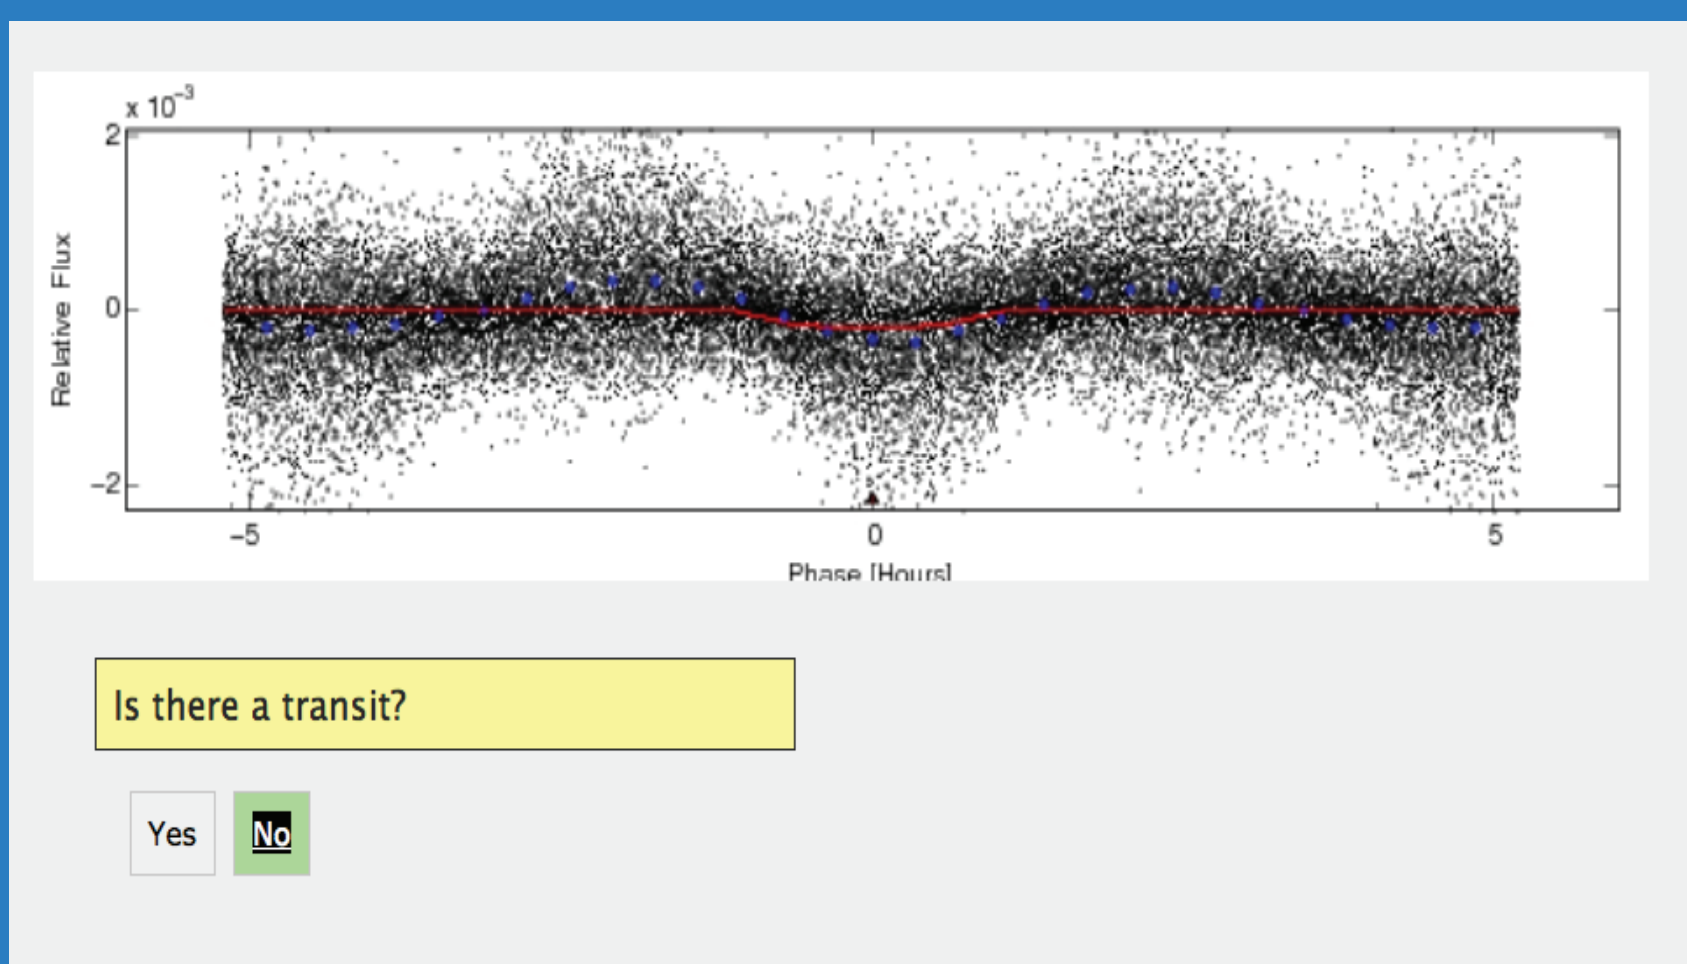 x 10⁻³
2
0
−2
Relative Flux
−5 0 5
Phase [Hours]
Is there a transit?
Yes No